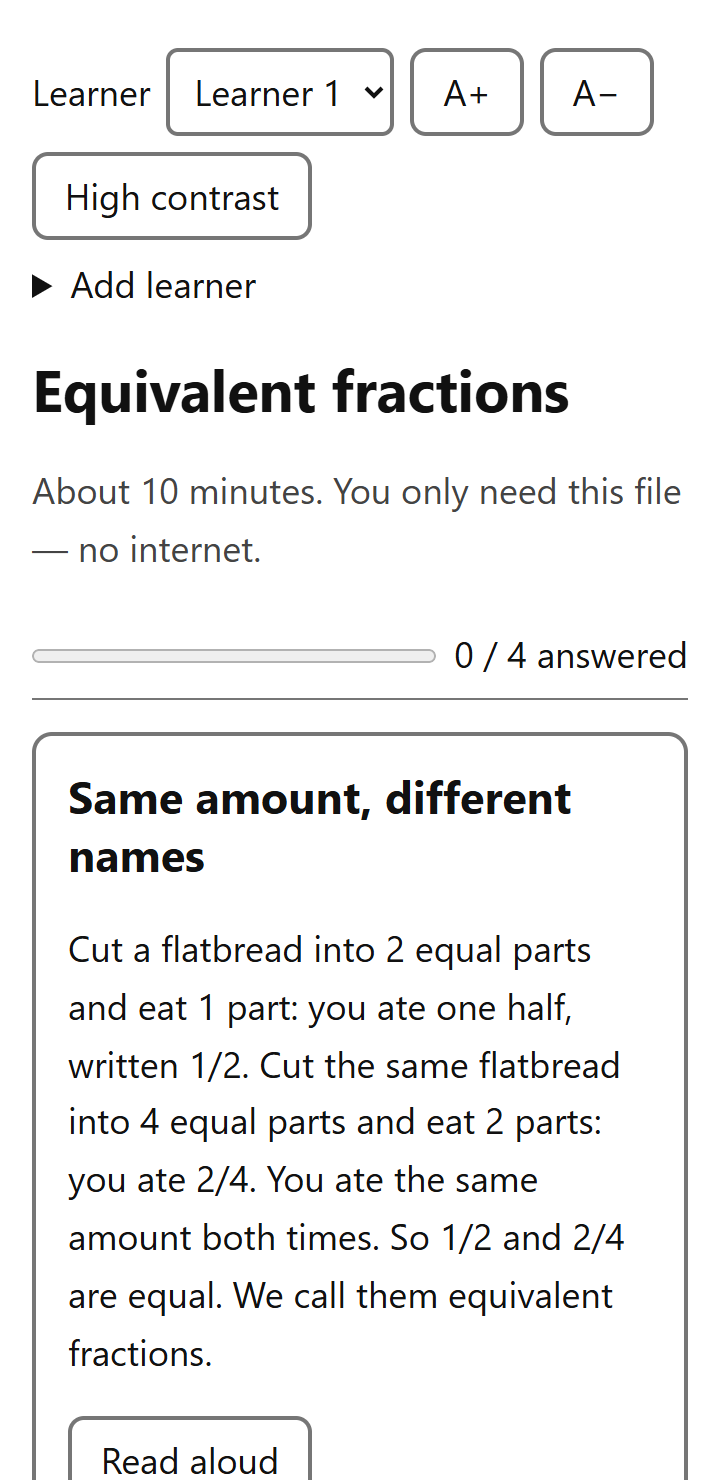 Learner Learner 1 A+ A−
High contrast
▶ Add learner
Equivalent fractions
About 10 minutes. You only need this file
— no internet.
0 / 4 answered
Same amount, different
names
Cut a flatbread into 2 equal parts
and eat 1 part: you ate one half,
written 1/2. Cut the same flatbread
into 4 equal parts and eat 2 parts:
you ate 2/4. You ate the same
amount both times. So 1/2 and 2/4
are equal. We call them equivalent
fractions.
Read aloud